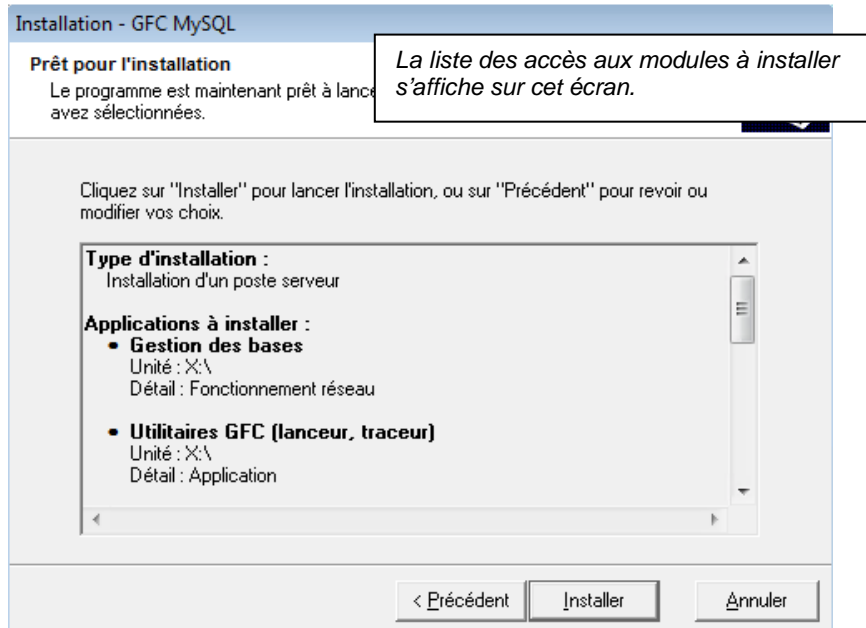 Installation - GFC MySQL
Prêt pour l'installation
Le programme est maintenant prêt à lance
avez sélectionnées.
La liste des accès aux modules à installer
s'affiche sur cet écran.
Cliquez sur "Installer" pour lancer l'installation, ou sur "Précédent" pour revoir ou
modifier vos choix.
Type d'installation :
Installation d'un poste serveur
Applications à installer :
• Gestion des bases
Unité : X:\
Détail : Fonctionnement réseau
• Utilitaires GFC (lanceur, traceur)
Unité : X:\
Détail : Application
< Précédent
Installer
Annuler